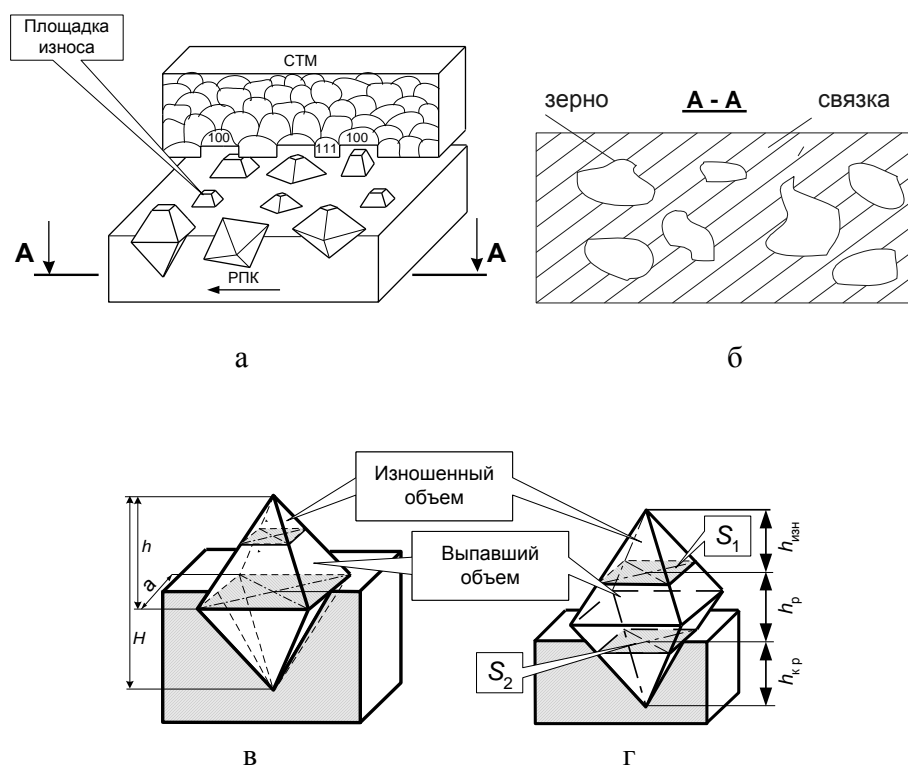 Площадка
износа
СТМ
100
111
100
А
А
РПК
а
А - А
зерно
связка
б
Изношенный
объем
Выпавший
объем
h
a
H
в
S1
S2
hизн
hр
hк р
г